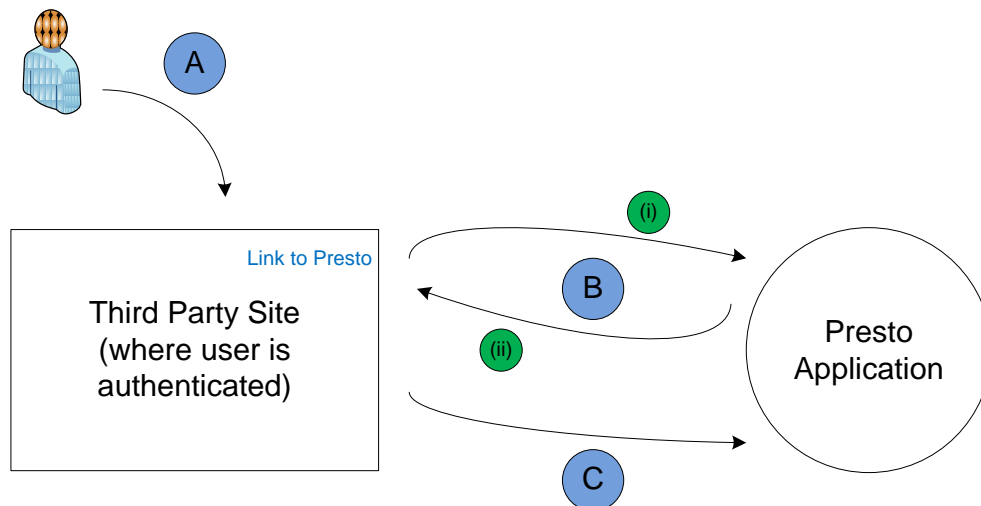 A
(i)
Link to Presto
B
Third Party Site
(where user is
authenticated)
(ii)
Presto
Application
C